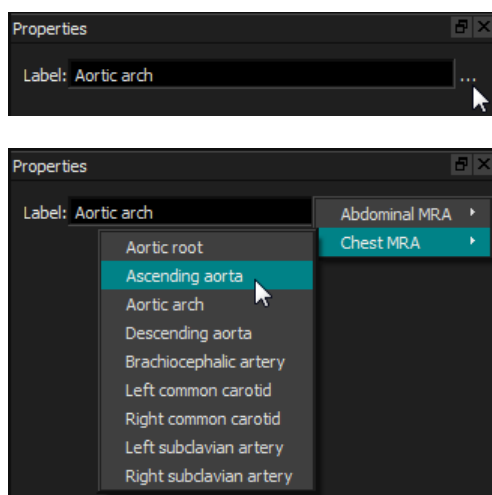 Properties
Label: Aortic arch ...
Properties
Label: Aortic arch
Abdominal MRA
Chest MRA
Aortic root
Ascending aorta
Aortic arch
Descending aorta
Brachiocephalic artery
Left common carotid
Right common carotid
Left subclavian artery
Right subclavian artery